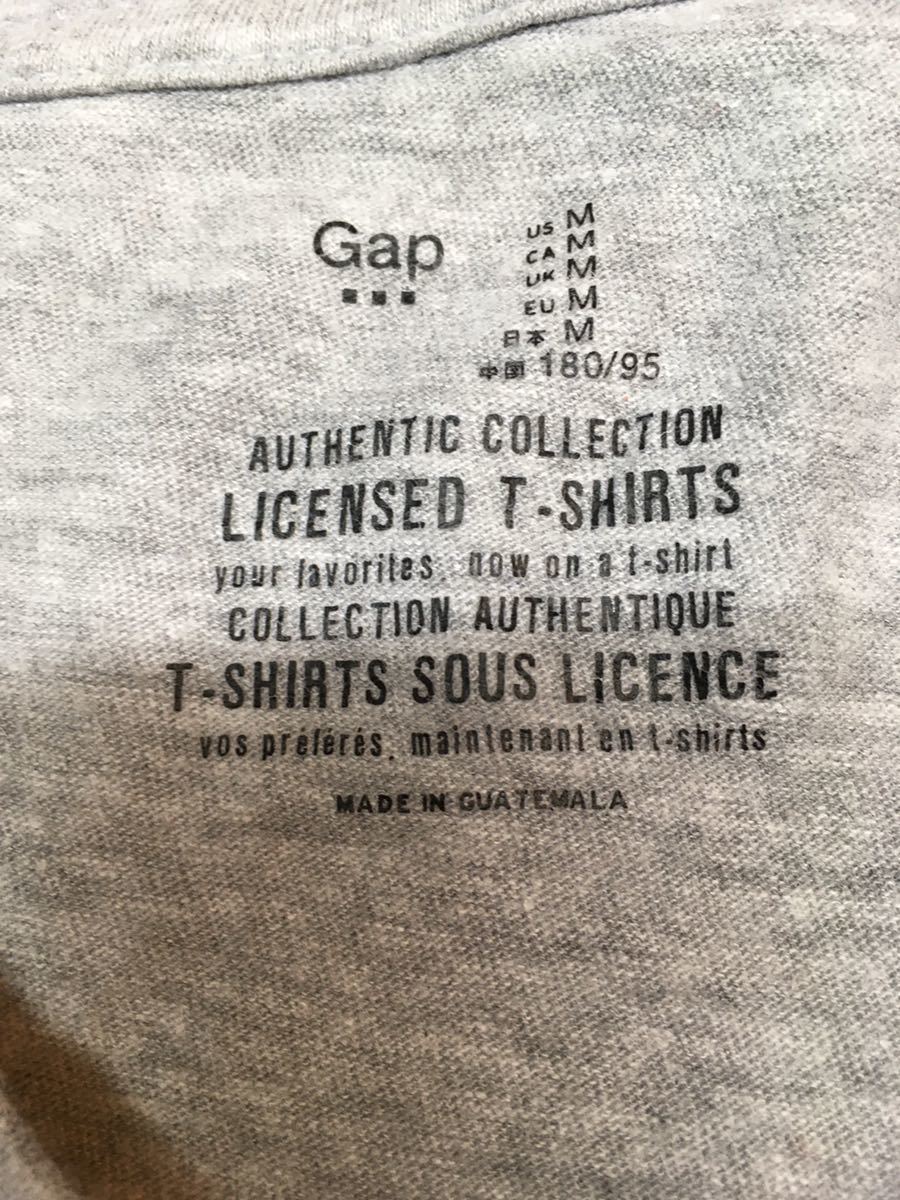 Gap
US M
CA M
UK M
EU M
日本 M
中国 180/95
AUTHENTIC COLLECTION
LICENSED T-SHIRTS
your favorites, now on a t-shirt
COLLECTION AUTHENTIQUE
T-SHIRTS SOUS LICENCE
vos préférés, maintenant en t-shirts
MADE IN GUATEMALA